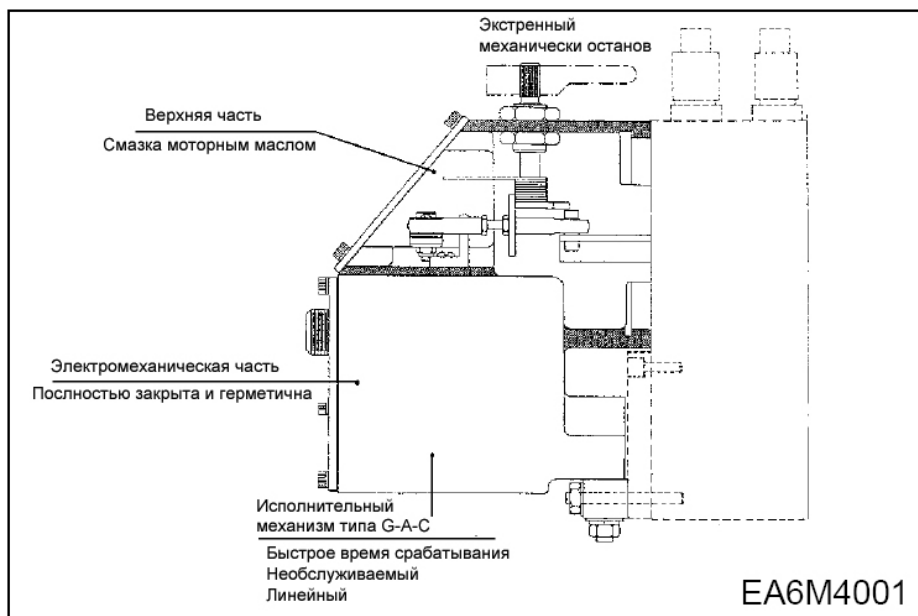 Экстренный
механически останов
Верхняя часть
Смазка моторным маслом
Электромеханическая часть
Послностью закрыта и герметична
Исполнительный
механизм типа G-A-C
Быстрое время срабатывания
Необслуживаемый
Линейный
EA6M4001